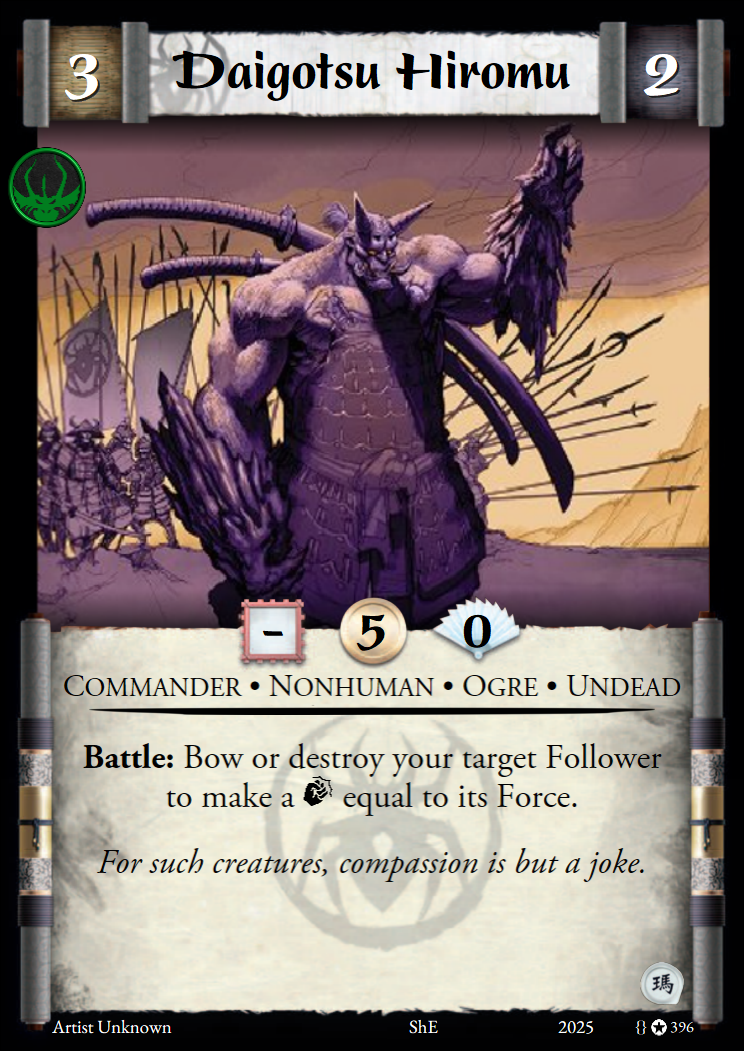 3 Daigotsu Hiromu 2
- 5 0
Commander • Nonhuman • Ogre • Undead
Battle: Bow or destroy your target Follower
to make a equal to its Force.
For such creatures, compassion is but a joke.
瑪
Artist Unknown ShE 2025 {} 396